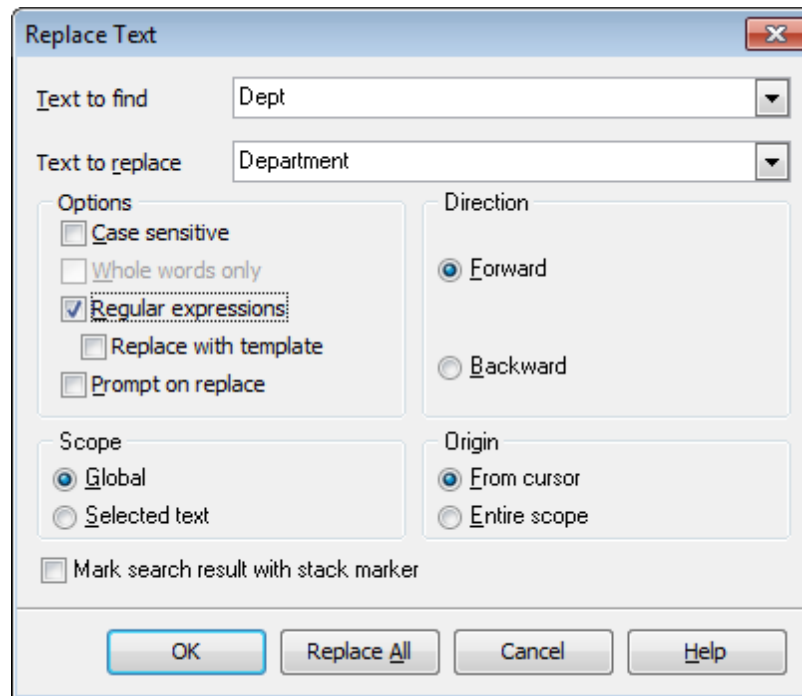 Replace Text
Text to find
Dept
Text to replace
Department
Options
Case sensitive
Whole words only
Regular expressions
Replace with template
Prompt on replace
Direction
Forward
Backward
Scope
Global
Selected text
Origin
From cursor
Entire scope
Mark search result with stack marker
OK
Replace All
Cancel
Help